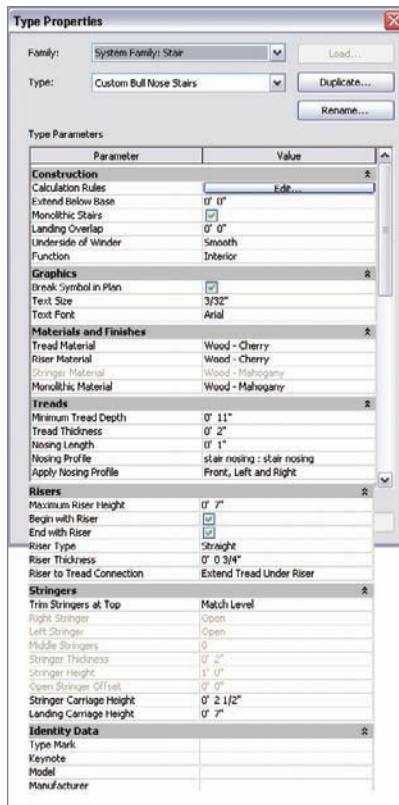 Type Properties
Family: System Family: Stair Load...
Type: Custom Bull Nose Stairs Duplicate...
Rename...
Type Parameters
Parameter Value
Construction
Calculation Rules Edit...
Extend Below Base 0' 0"
Monolithic Stairs
Landing Overlap 0' 0"
Underside of Winder Smooth
Function Interior
Graphics
Break Symbol in Plan
Text Size 3/32"
Text Font Arial
Materials and Finishes
Tread Material Wood - Cherry
Riser Material Wood - Cherry
Stringer Material Wood - Mahogany
Monolithic Material Wood - Mahogany
Treads
Minimum Tread Depth 0' 11"
Tread Thickness 0' 2"
Nosing Length 0' 1"
Nosing Profile stair nosing : stair nosing
Apply Nosing Profile Front, Left and Right
Risers
Maximum Riser Height 0' 7"
Begin with Riser
End with Riser
Riser Type Straight
Riser Thickness 0' 0 3/4"
Riser to Tread Connection Extend Tread Under Riser
Stringers
Trim Stringers at Top Match Level
Right Stringer Open
Left Stringer Open
Middle Stringers 0
Stringer Thickness 0' 2"
Stringer Height 1' 0"
Open Stringer Offset 0' 0"
Stringer Carriage Height 0' 2 1/2"
Landing Carriage Height 0' 7"
Identity Data
Type Mark
Keynote
Model
Manufacturer